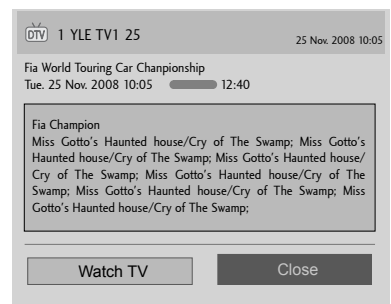 DTV 1 YLE TV1 25
25 Nov. 2008 10:05
Fia World Touring Car Chanpionship
Tue. 25 Nov. 2008 10:05 12:40
Fia Champion
Miss Gotto's Haunted house/Cry of The Swamp; Miss Gotto's
Haunted house/Cry of The Swamp; Miss Gotto's Haunted house/
Cry of The Swamp; Miss Gotto's Haunted house/Cry of The
Swamp; Miss Gotto's Haunted house/Cry of The Swamp; Miss
Gotto's Haunted house/Cry of The Swamp;
Watch TV
Close